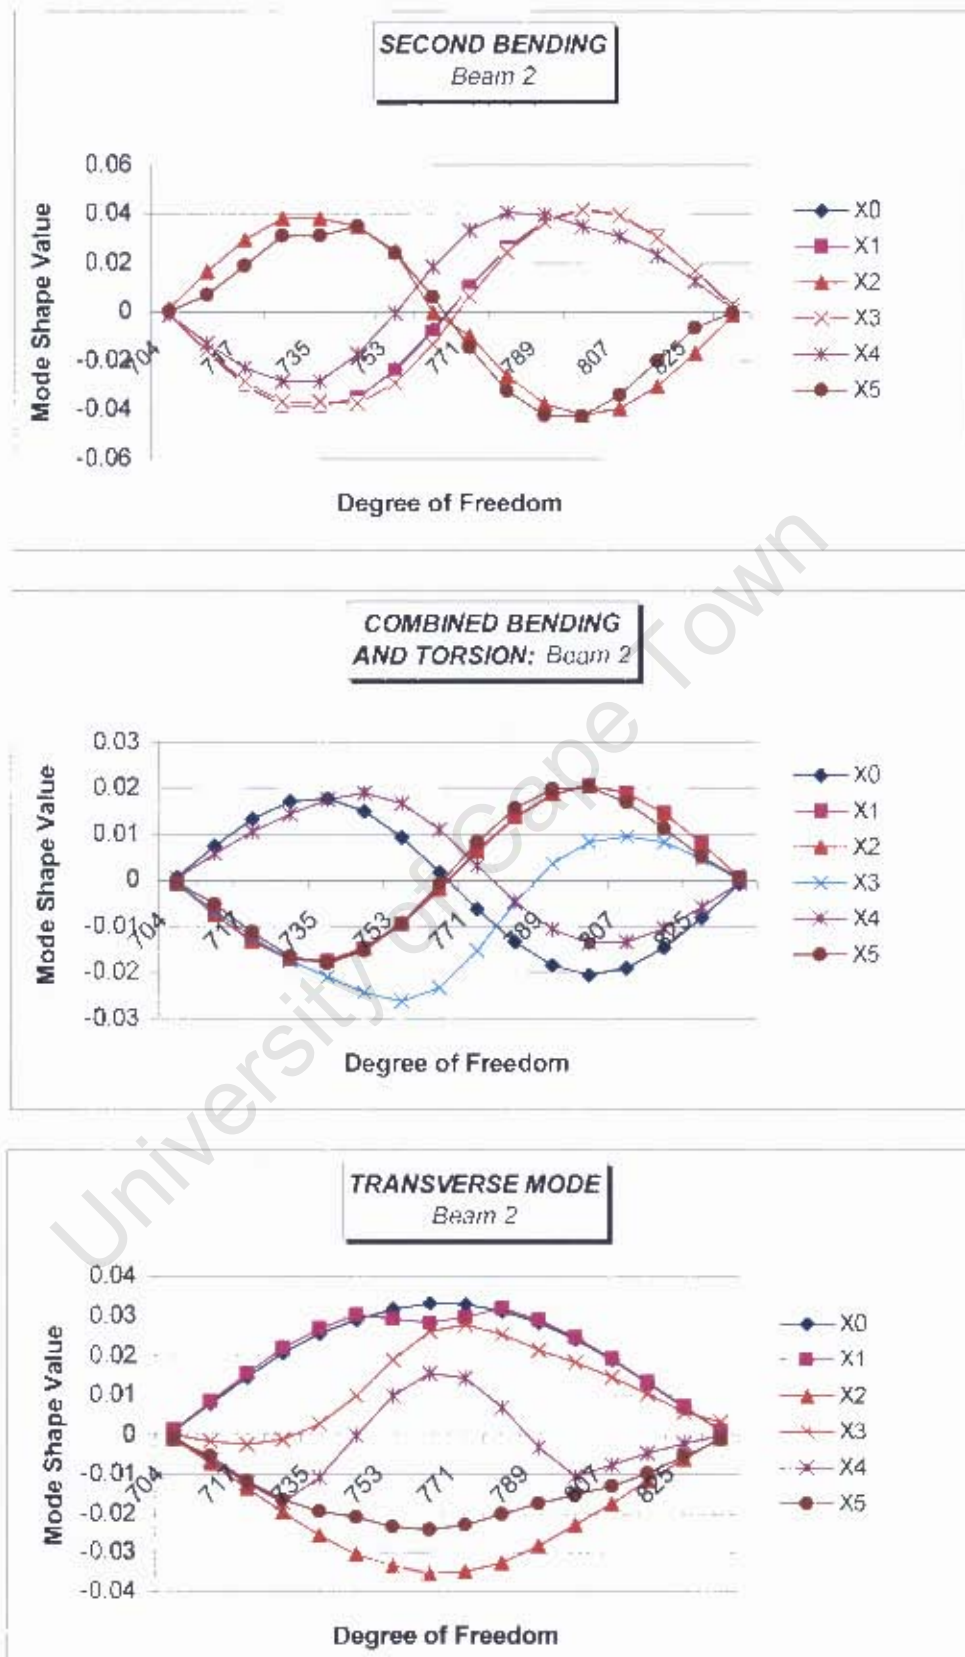 SECOND BENDING
Beam 2
0.06
0.04
0.02
0
-0.02
-0.04
-0.06
Mode Shape Value
704
717
735
753
771
789
807
825
Degree of Freedom
X0
X1
X2
X3
X4
X5
COMBINED BENDING
AND TORSION: Beam 2
0.03
0.02
0.01
0
-0.01
-0.02
-0.03
Mode Shape Value
704
717
735
753
771
789
807
825
Degree of Freedom
X0
X1
X2
X3
X4
X5
TRANSVERSE MODE
Beam 2
0.04
0.03
0.02
0.01
0
-0.01
-0.02
-0.03
-0.04
Mode Shape Value
704
717
735
753
771
789
807
825
Degree of Freedom
X0
X1
X2
X3
X4
X5
University of Cape Town